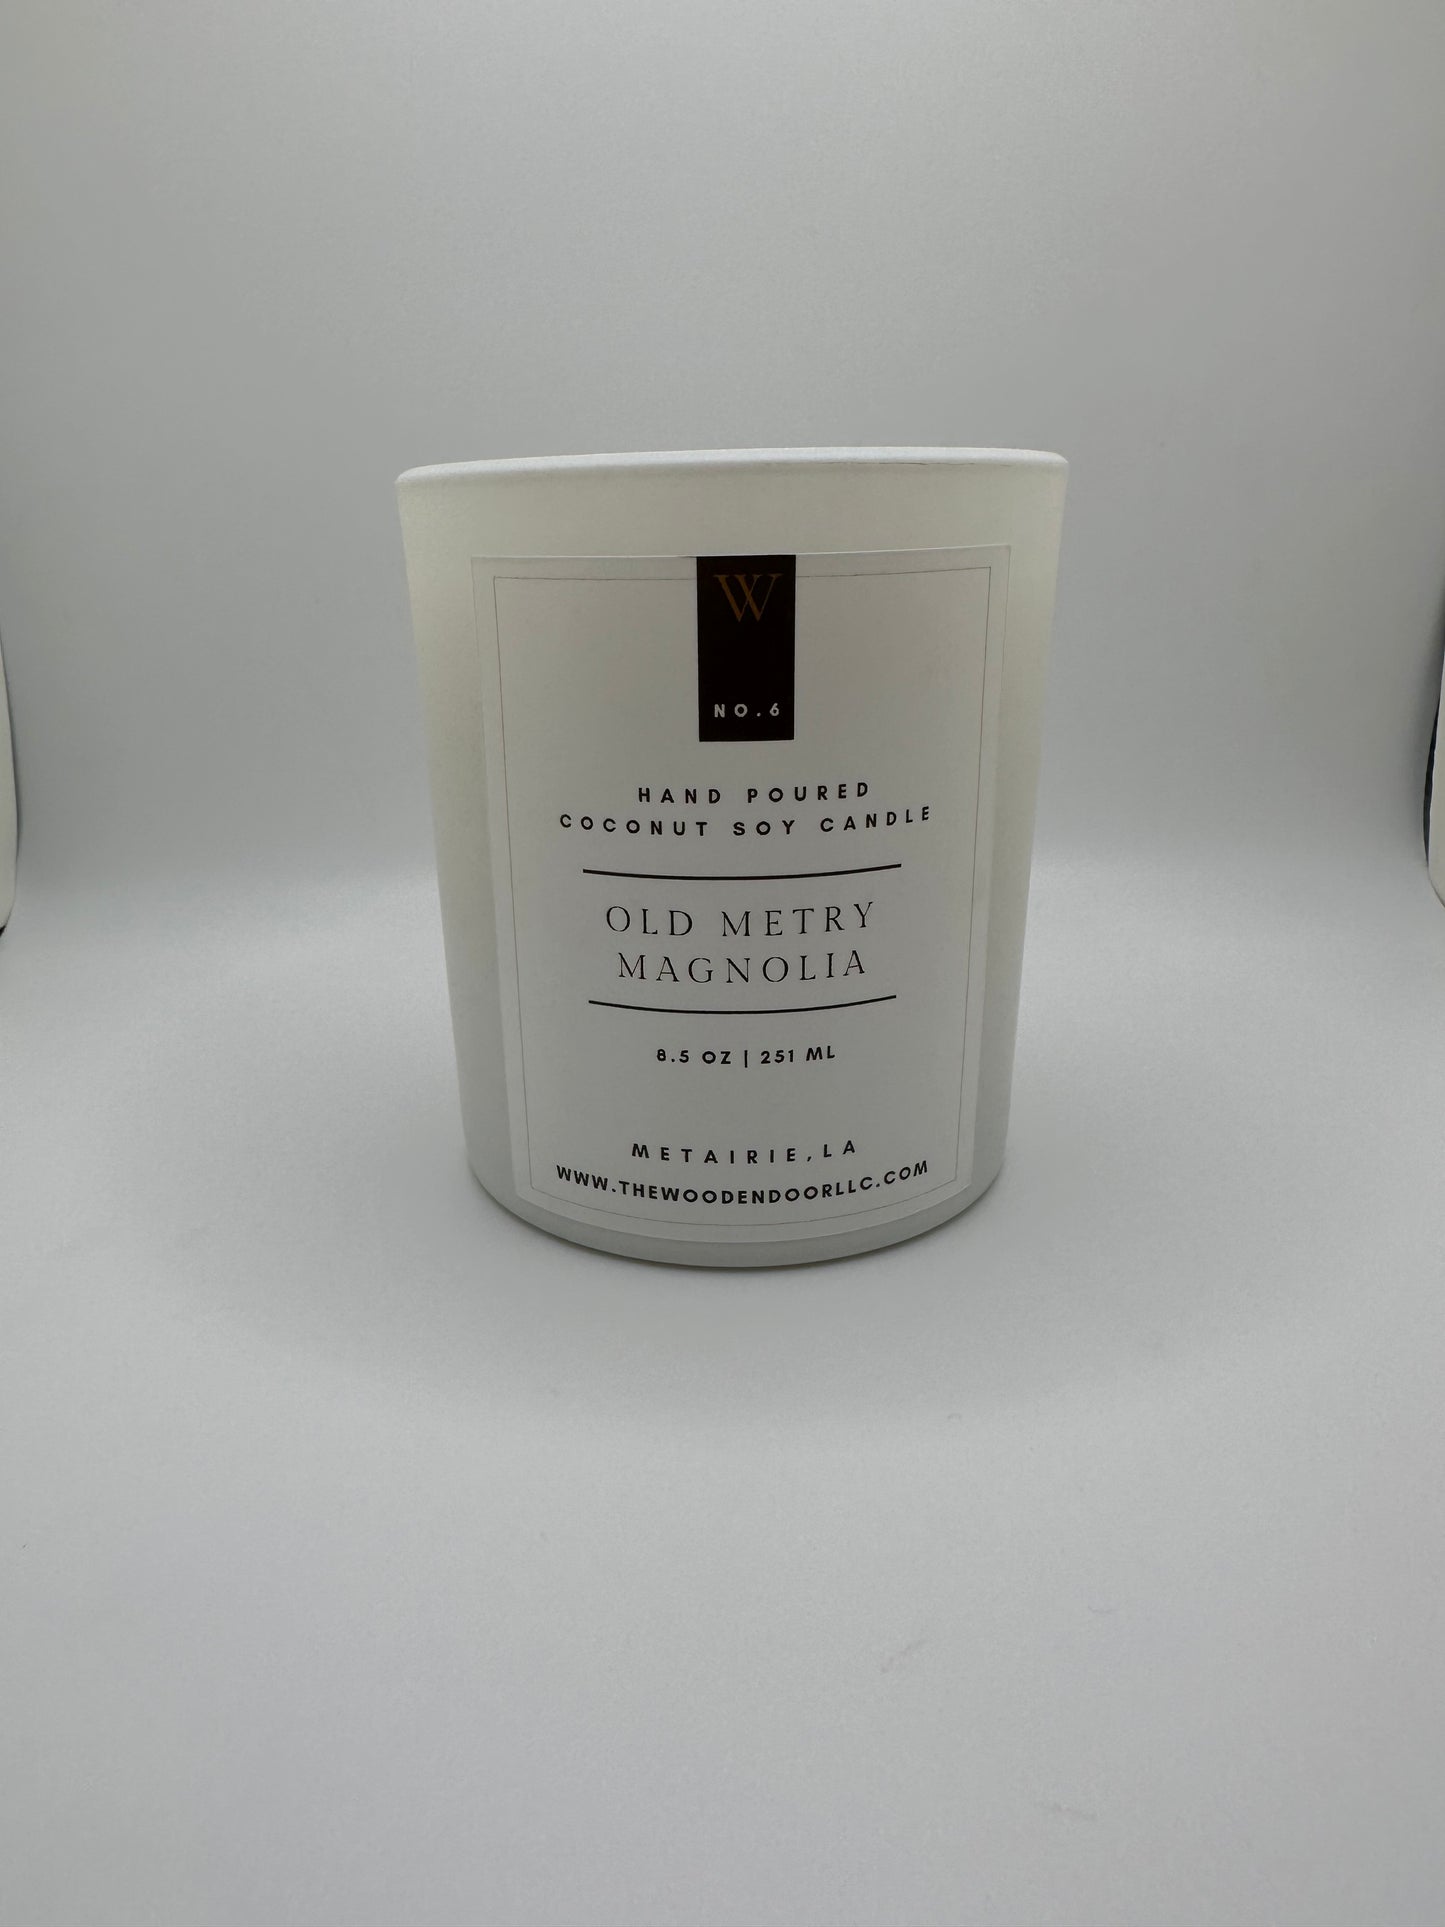 W
NO.6
HAND POURED
COCONUT SOY CANDLE
OLD METRY
MAGNOLIA
8.5 OZ | 251 ML
METAIRIE, LA
WWW.THEWOODENDOORLLC.COM